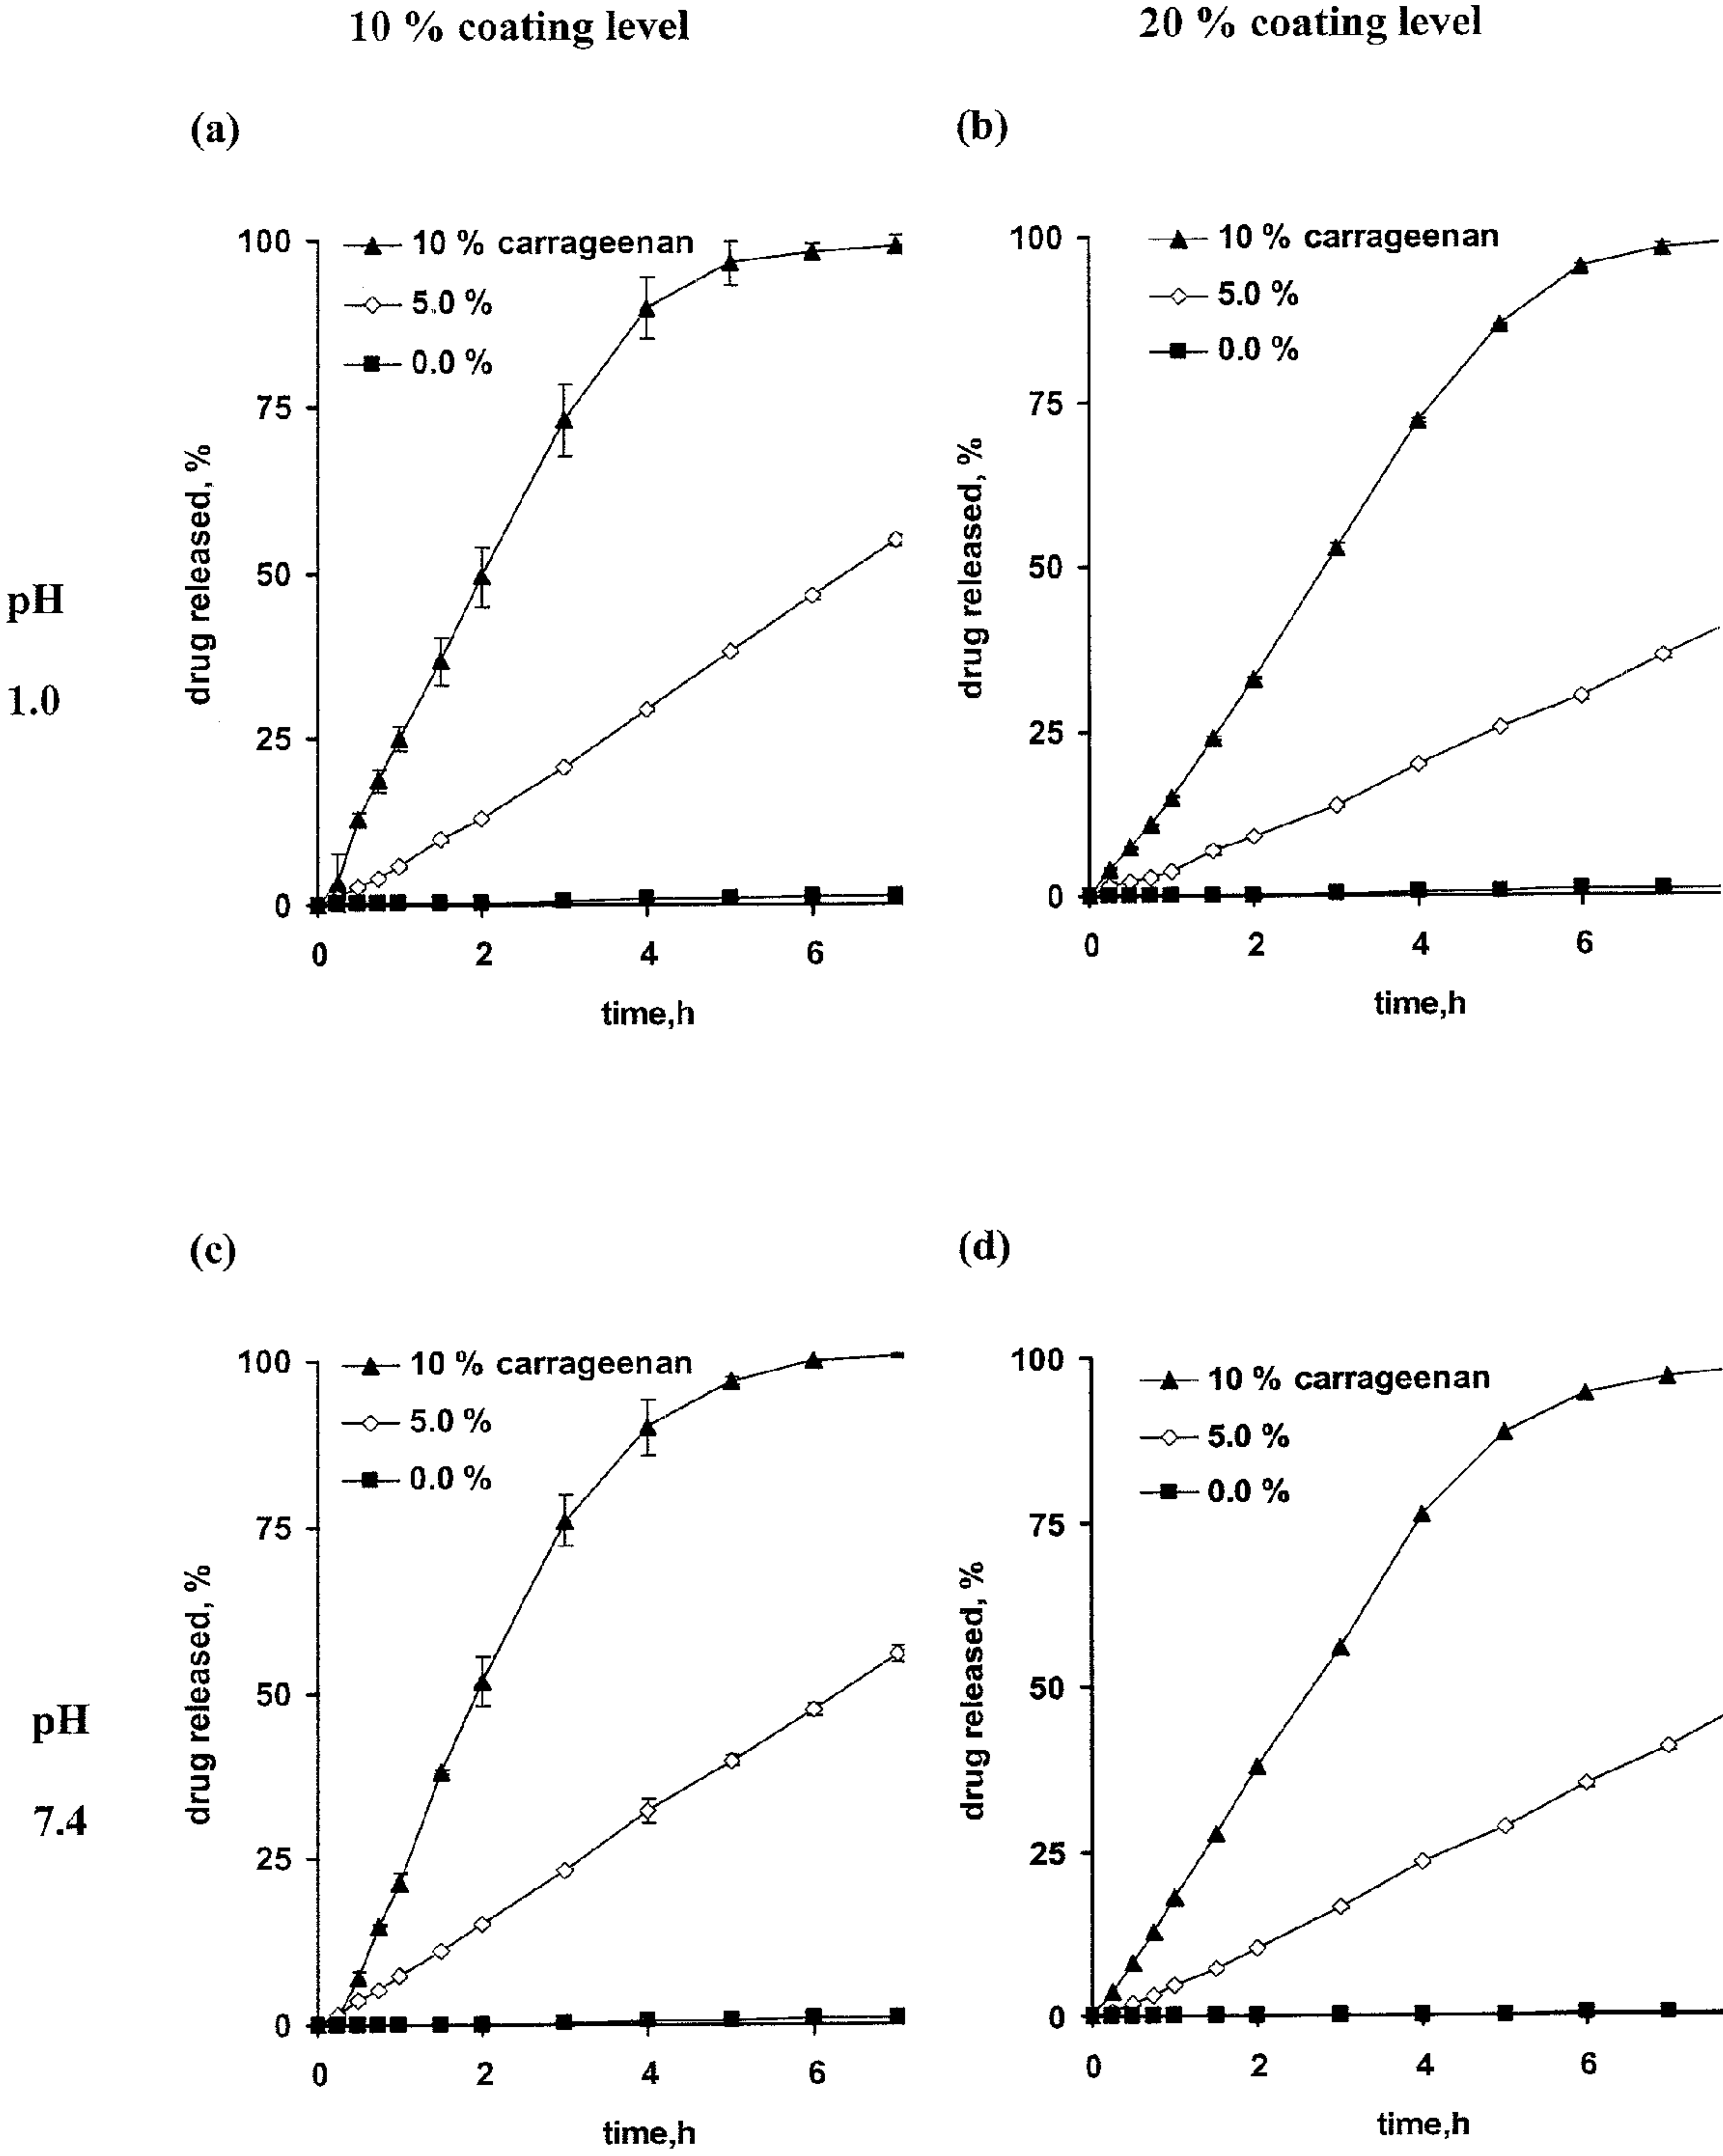 10 % coating level
20 % coating level
(a)
100
75
50
25
0
10 % carrageenan
5.0 %
0.0 %
drug released, %
0 2 4 6
time,h
(b)
100
75
50
25
0
10 % carrageenan
5.0 %
0.0 %
drug released, %
0 2 4 6
time,h
pH
1.0
(c)
100
75
50
25
0
10 % carrageenan
5.0 %
0.0 %
drug released, %
0 2 4 6
time,h
(d)
100
75
50
25
0
10 % carrageenan
5.0 %
0.0 %
drug released, %
0 2 4 6
time,h
pH
7.4